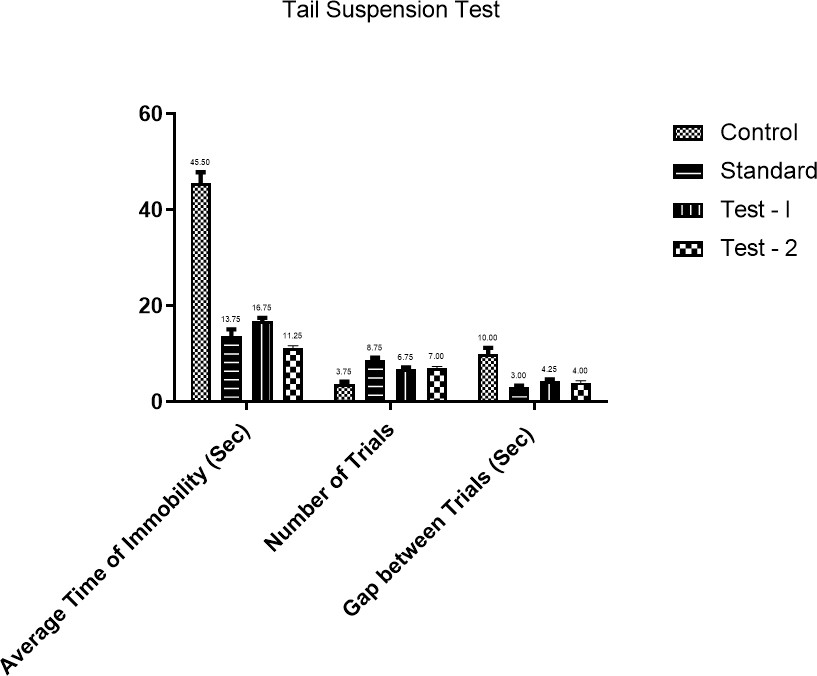 Tail Suspension Test
60
40
20
0
45.50
13.75
16.75
11.25
3.75
8.75
6.75
7.00
10.00
3.00
4.25
4.00
Average Time of Immobility (Sec)
Number of Trials
Gap between Trials (Sec)
Control
Standard
Test - I
Test - 2